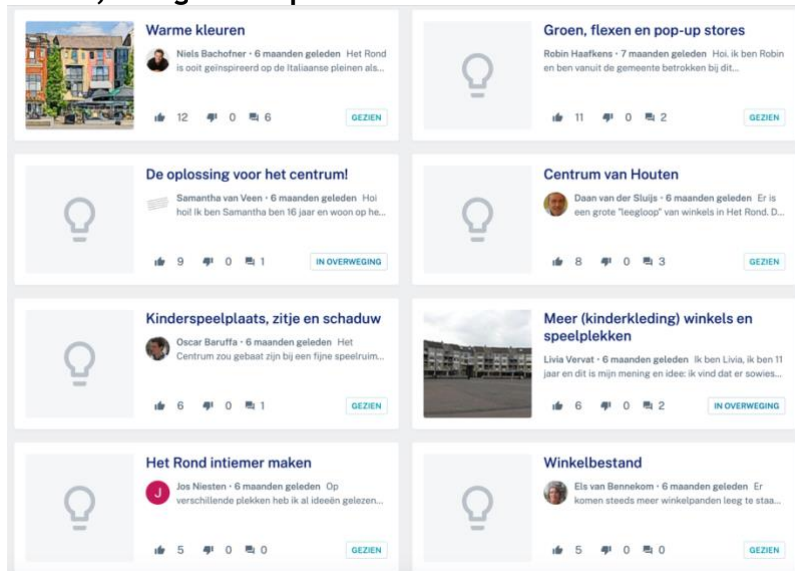 Warme kleuren
Niels Bachofner • 6 maanden geleden Het Rond
is ooit geïnspireerd op de Italiaanse pleinen als...
12 0 6
GEZIEN
Groen, flexen en pop-up stores
Robin Haafkens • 7 maanden geleden Hoi, ik ben Robin
en ben vanuit de gemeente betrokken bij dit...
11 0 2
GEZIEN
De oplossing voor het centrum!
Samantha van Veen • 6 maanden geleden Hoi
hoi! Ik ben Samantha ben 16 jaar en woon op he...
9 0 1
IN OVERWEGING
Centrum van Houten
Daan van der Sluijs • 6 maanden geleden Er is
een grote "leegloop" van winkels in Het Rond. D...
8 0 3
GEZIEN
Kinderspeelplaats, zitje en schaduw
Oscar Baruffa • 6 maanden geleden Het
Centrum zou gebaat zijn bij een fijne speelruim...
6 0 1
GEZIEN
Meer (kinderkleding) winkels en
speelplekken
Livia Vervat • 6 maanden geleden Ik ben Livia, ik ben 11
jaar en dit is mijn mening en idee: ik vind dat er sowies...
6 0 2
IN OVERWEGING
Het Rond intiemer maken
J
Jos Niesten • 6 maanden geleden Op
verschillende plekken heb ik al ideeën gelezen...
5 0 0
GEZIEN
Winkelbestand
Els van Bennekom • 6 maanden geleden Er
komen steeds meer winkelpanden leeg te staa...
5 0 0
GEZIEN